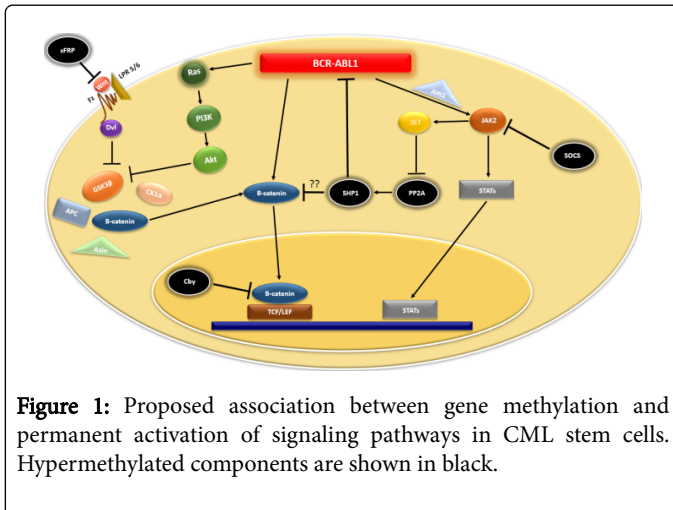 sFRP
Wnt
LPR 5/6
Fz
Dvl
Ras
BCR-ABL1
AHI1
PI3K
SET
JAK2
Akt
SOCS
GSK3β
CK1α
??
B-catenin
SHP1
PP2A
STATs
APC
B-catenin
Axin
Cby
B-catenin
TCF/LEF
STATs
Figure 1: Proposed association between gene methylation and
permanent activation of signaling pathways in CML stem cells.
Hypermethylated components are shown in black.